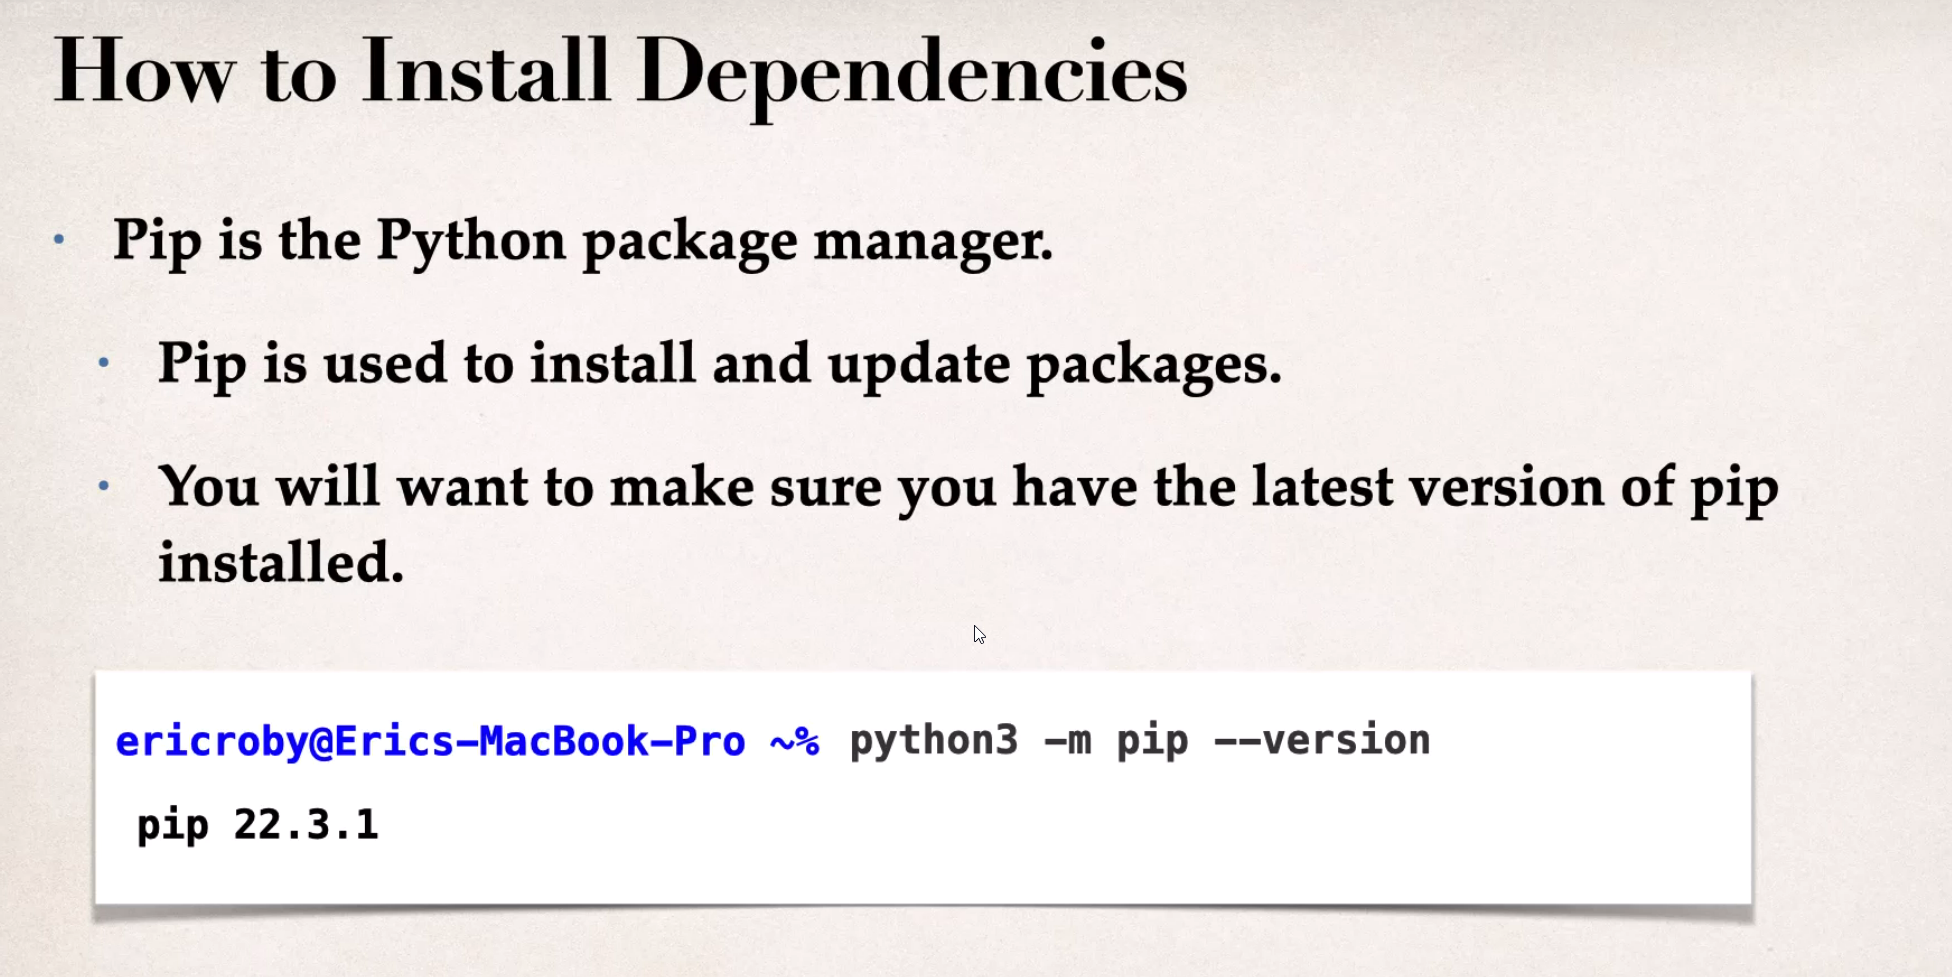 How to Install Dependencies
• Pip is the Python package manager.
• Pip is used to install and update packages.
• You will want to make sure you have the latest version of pip
installed.
ericroby@Erics-MacBook-Pro ~% python3 -m pip --version
pip 22.3.1